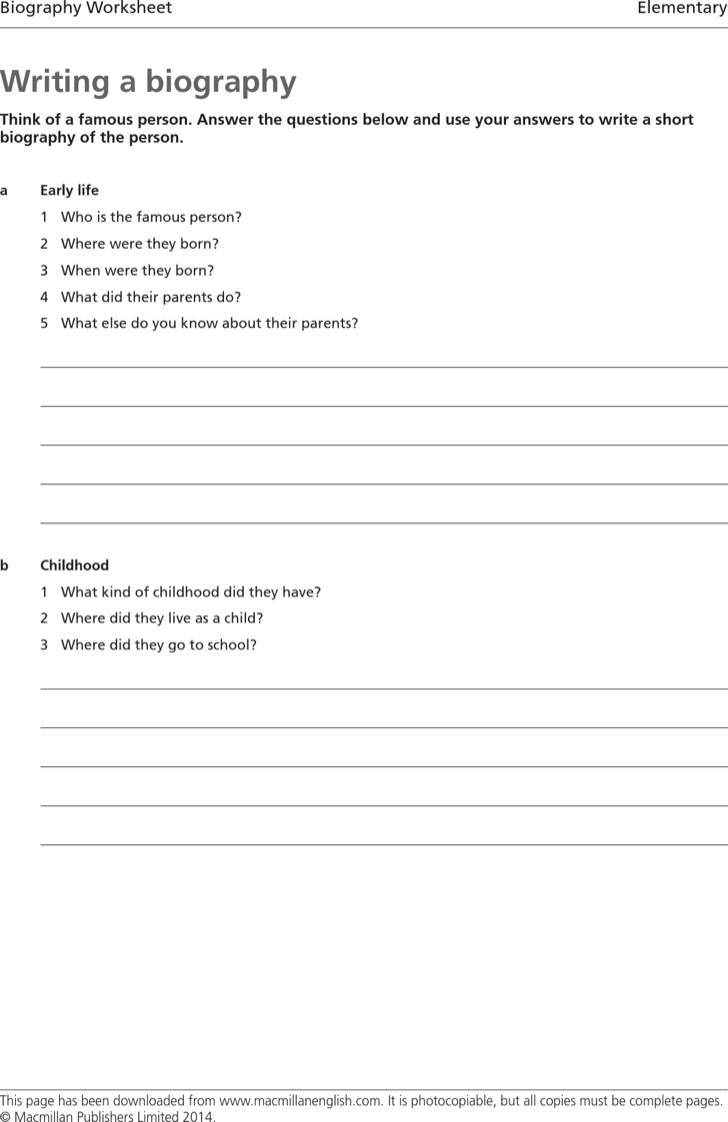 Biography Worksheet Elementary
Writing a biography
Think of a famous person. Answer the questions below and use your answers to write a short
biography of the person.
a Early life
1 Who is the famous person?
2 Where were they born?
3 When were they born?
4 What did their parents do?
5 What else do you know about their parents?
b Childhood
1 What kind of childhood did they have?
2 Where did they live as a child?
3 Where did they go to school?
This page has been downloaded from www.macmillanenglish.com. It is photocopiable, but all copies must be complete pages.
© Macmillan Publishers Limited 2014.